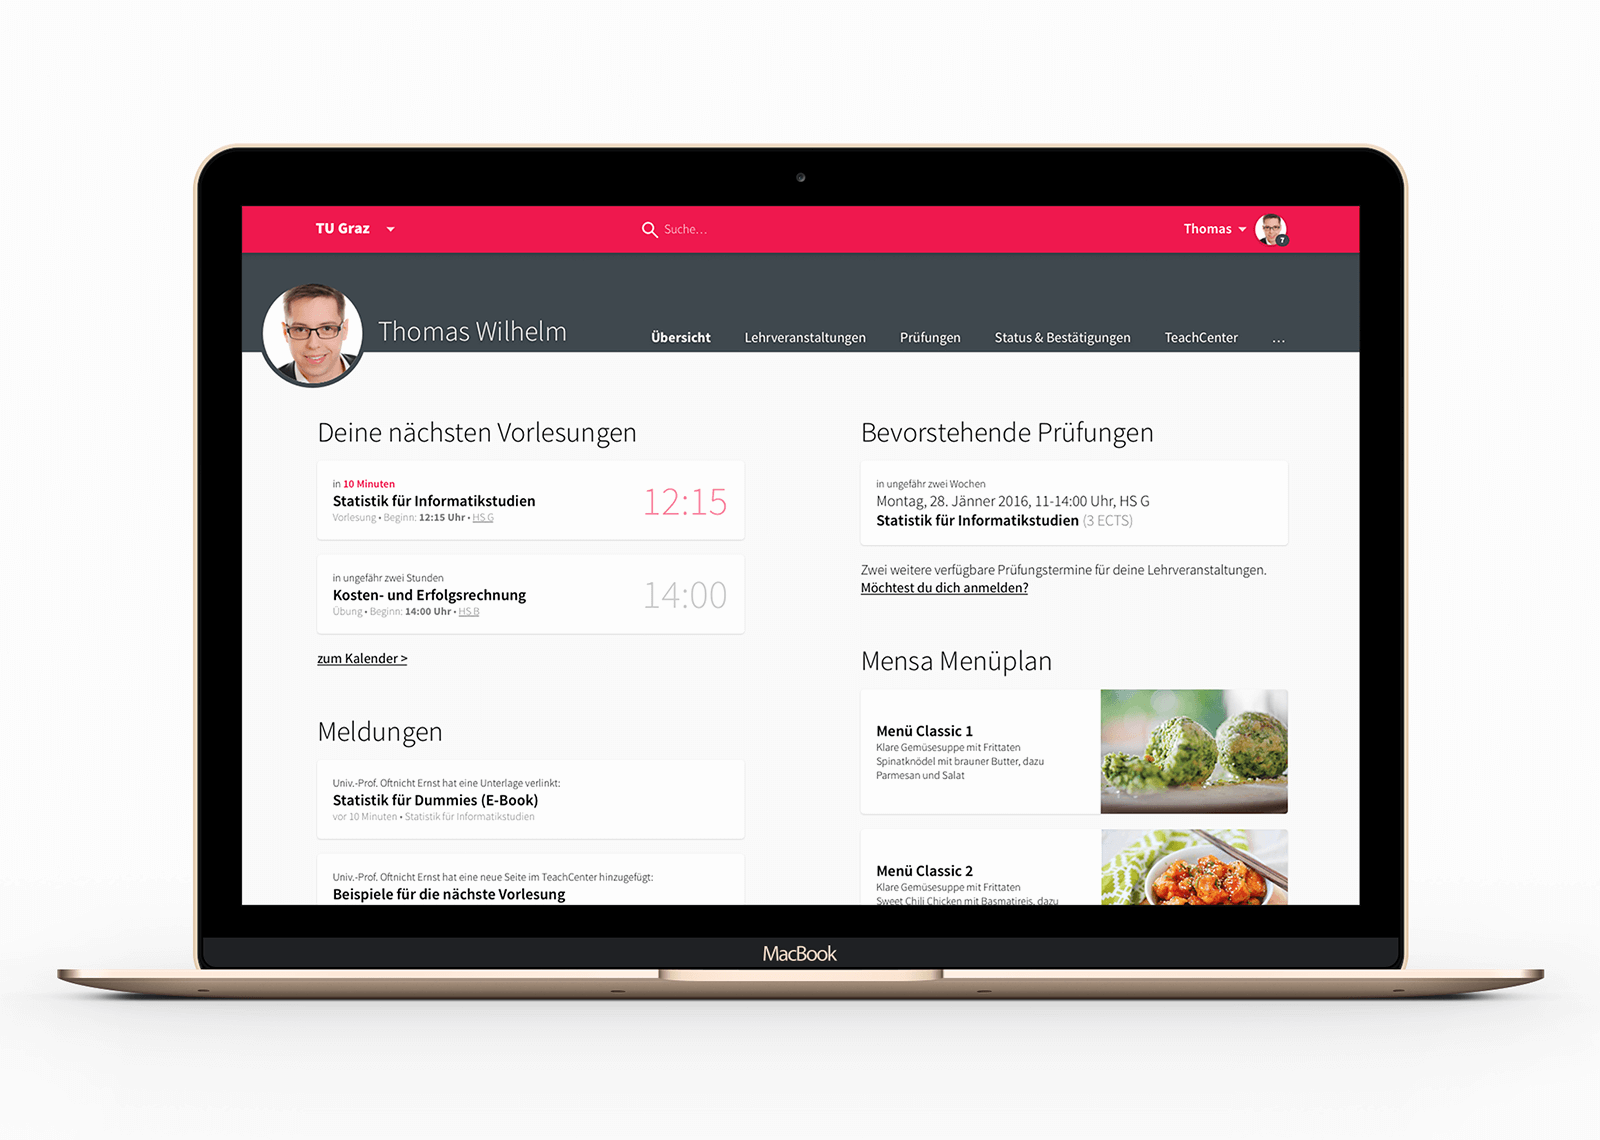 TU Graz
Suche...
Thomas
7
Thomas Wilhelm
Übersicht
Lehrveranstaltungen
Prüfungen
Status & Bestätigungen
TeachCenter
...
Deine nächsten Vorlesungen
in 10 Minuten
Statistik für Informatikstudien
Vorlesung • Beginn: 12:15 Uhr • HS G
12:15
in ungefähr zwei Stunden
Kosten- und Erfolgsrechnung
Übung • Beginn: 14:00 Uhr • HS B
14:00
zum Kalender >
Meldungen
Univ.-Prof. Oftnicht Ernst hat eine Unterlage verlinkt:
Statistik für Dummies (E-Book)
vor 10 Minuten • Statistik für Informatikstudien
Univ.-Prof. Oftnicht Ernst hat eine neue Seite im TeachCenter hinzugefügt:
Beispiele für die nächste Vorlesung
Bevorstehende Prüfungen
in ungefähr zwei Wochen
Montag, 28. Jänner 2016, 11-14:00 Uhr, HS G
Statistik für Informatikstudien (3 ECTS)
Zwei weitere verfügbare Prüfungstermine für deine Lehrveranstaltungen.
Möchtest du dich anmelden?
Mensa Menüplan
Menü Classic 1
Klare Gemüsesuppe mit Frittaten
Spinatknödel mit brauner Butter, dazu
Parmesan und Salat
Menü Classic 2
Klare Gemüsesuppe mit Frittaten
Sweet Chili Chicken mit Basmatireis, dazu
MacBook